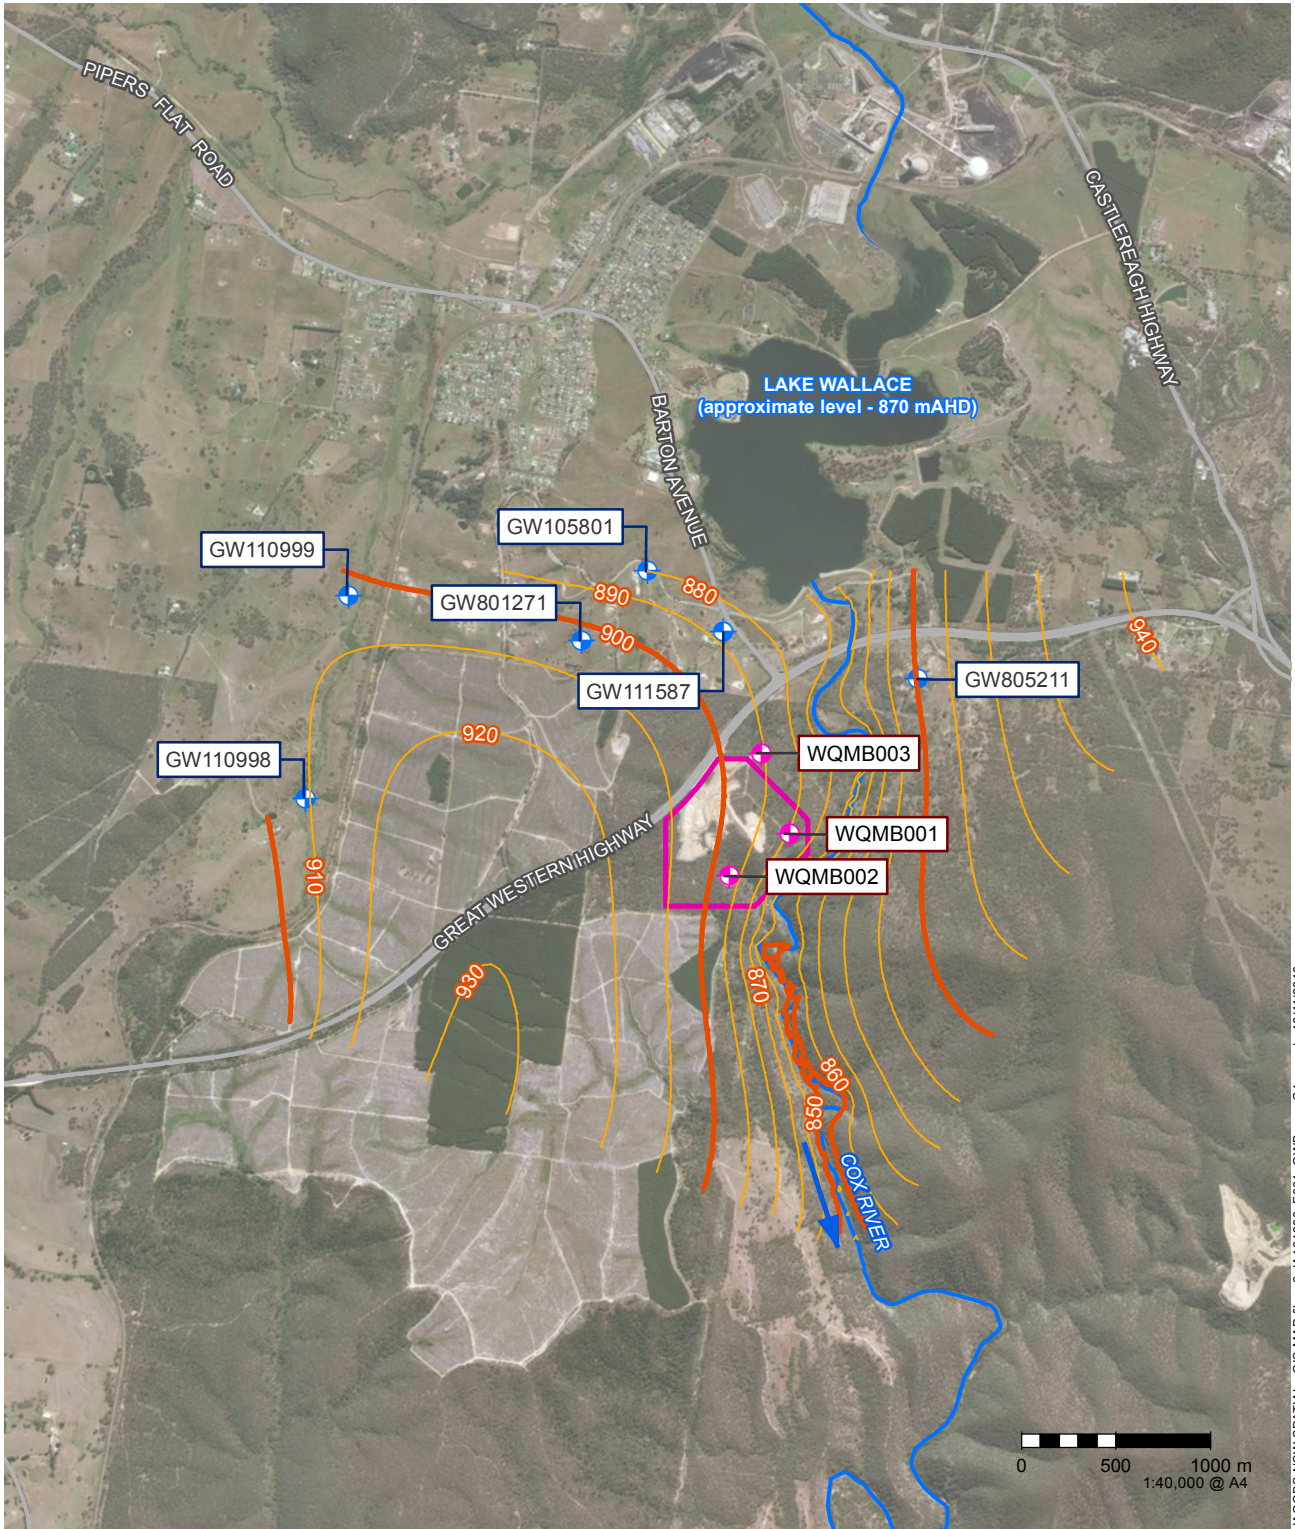 PIPERS FLAT ROAD
CASTLEREAGH HIGHWAY
LAKE WALLACE
(approximate level - 870 mAHD)
BARTON AVENUE
GW105801
GW110999
GW801271
890
880
900
940
GW111587
GW805211
920
GW110998
WQMB003
WQMB001
WQMB002
910
GREAT WESTERN HIGHWAY
930
870
860
850
COX RIVER
0
500
1000 m
1:40,000 @ A4